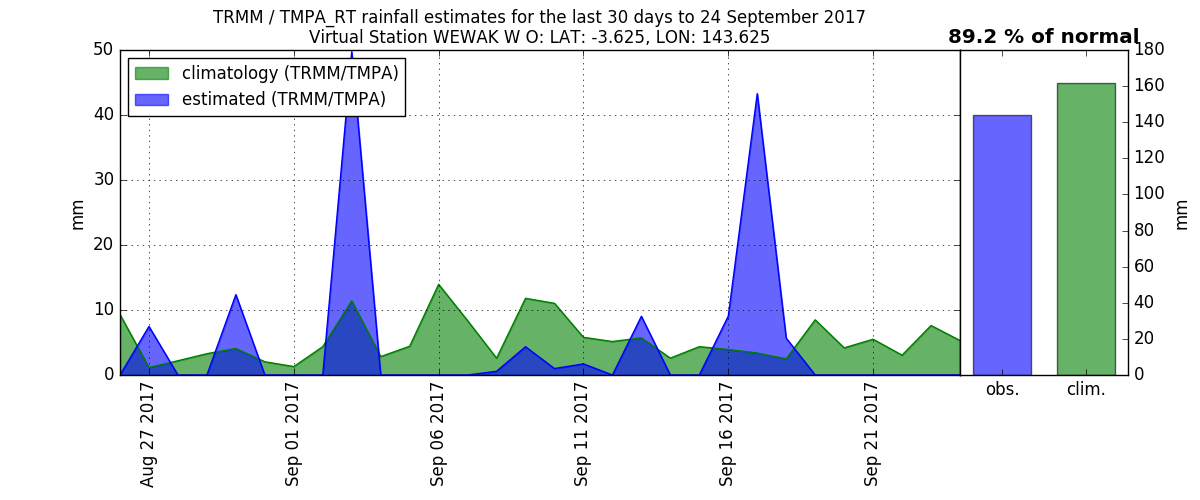 TRMM / TMPA_RT rainfall estimates for the last 30 days to 24 September 2017
Virtual Station WEWAK W O: LAT: -3.625, LON: 143.625
89.2 % of normal
climatology (TRMM/TMPA)
estimated (TRMM/TMPA)
50
40
30
20
10
0
mm
Aug 27 2017
Sep 01 2017
Sep 06 2017
Sep 11 2017
Sep 16 2017
Sep 21 2017
180
160
140
120
100
80
60
40
20
0
mm
obs.
clim.